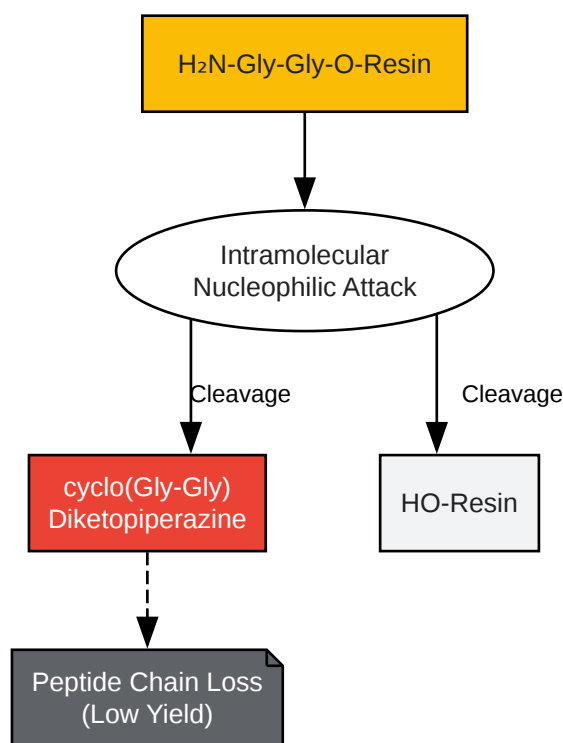 H₂N-Gly-Gly-O-Resin
Intramolecular
Nucleophilic Attack
Cleavage
Cleavage
cyclo(Gly-Gly)
Diketopiperazine
HO-Resin
Peptide Chain Loss
(Low Yield)